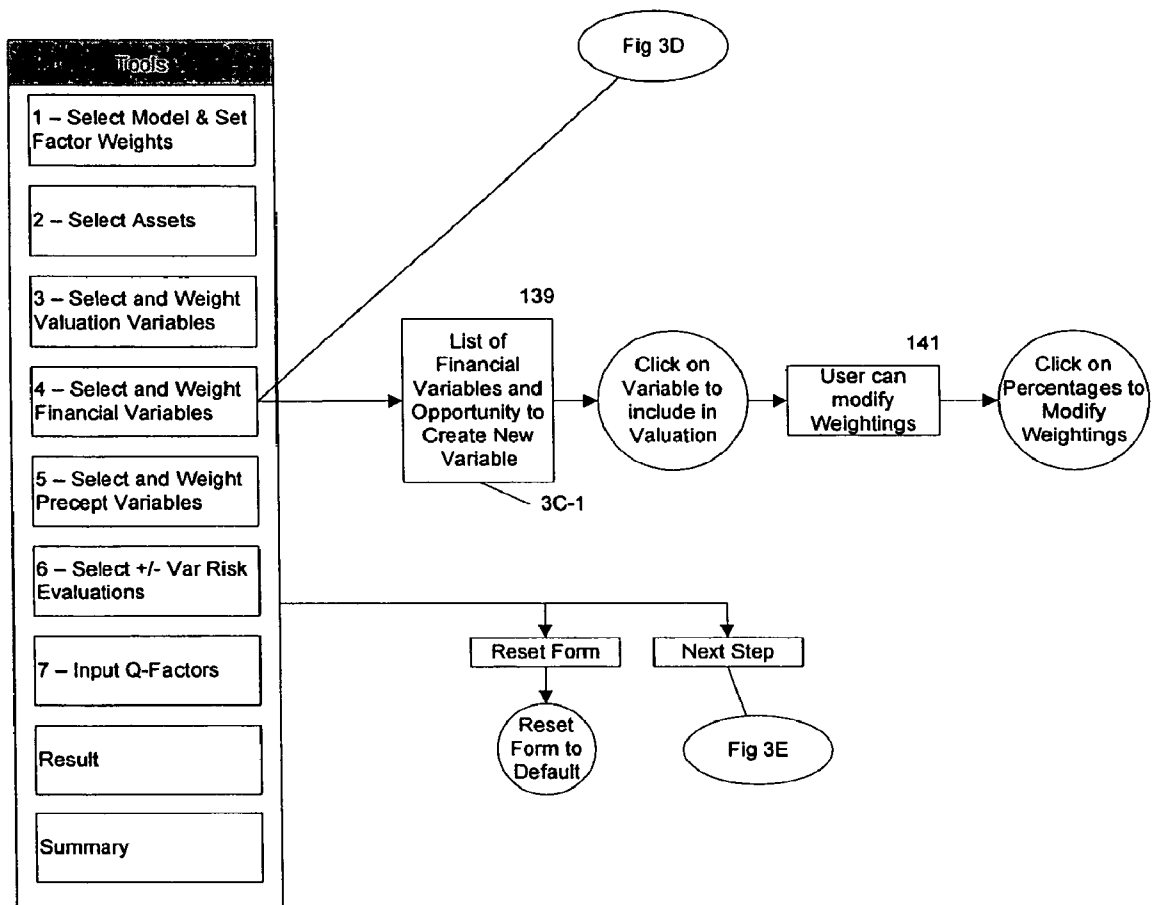 Fig 3D
Tools
1 – Select Model & Set
Factor Weights
2 – Select Assets
3 – Select and Weight
Valuation Variables
4 – Select and Weight
Financial Variables
5 – Select and Weight
Precept Variables
6 – Select +/- Var Risk
Evaluations
7 – Input Q-Factors
Result
Summary
139
List of
Financial
Variables and
Opportunity to
Create New
Variable
3C-1
Click on
Variable to
include in
Valuation
141
User can
modify
Weightings
Click on
Percentages to
Modify
Weightings
Reset Form
Next Step
Reset
Form to
Default
Fig 3E